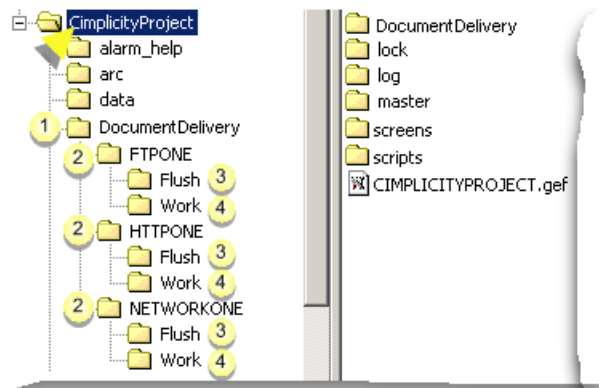 CimplicityProject
alarm_help
arc
data
1 DocumentDelivery
2 FTPONE
Flush 3
Work 4
2 HTTPONE
Flush 3
Work 4
2 NETWORKONE
Flush 3
Work 4
DocumentDelivery
lock
log
master
screens
scripts
CIMPLICITYPROJECT.gef